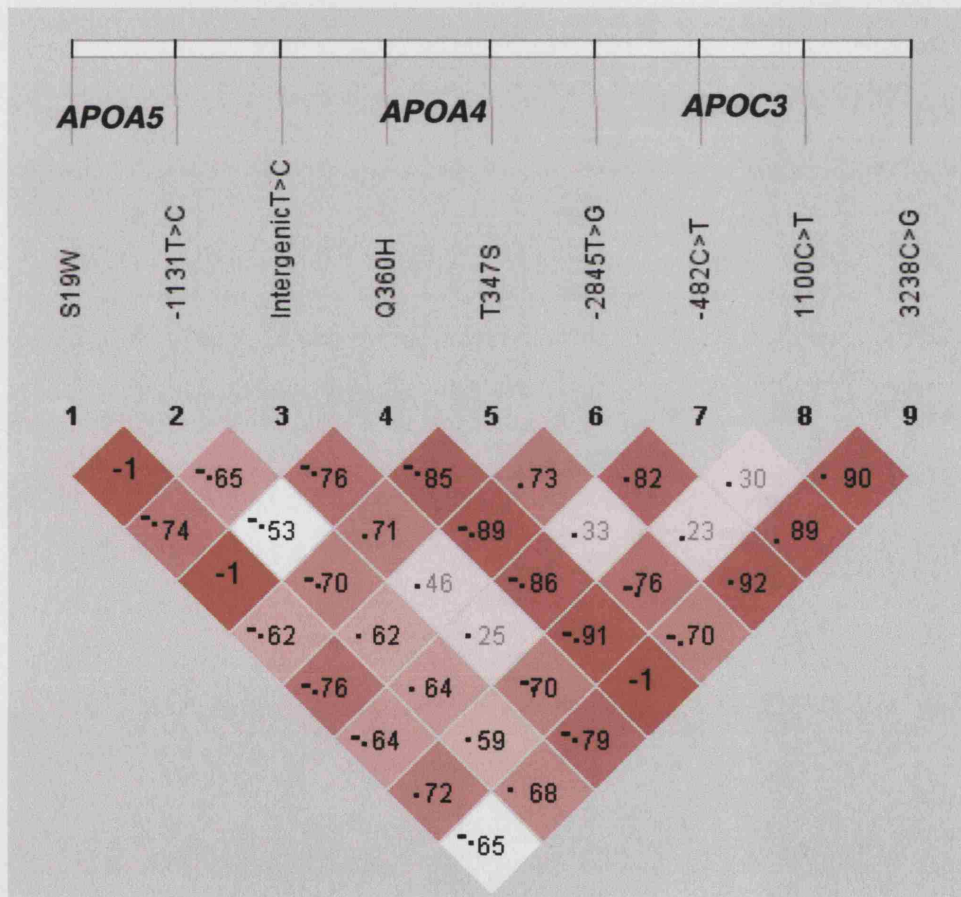 APOA5 APOA4 APOC3
S19W -1131T>C IntergenicT>C Q360H T347S -2845T>G -482C>T 1100C>T 3238C>G
1 2 3 4 5 6 7 8 9
-1 -.65 -.76 -.85 .73 .82 .30 .90
-.74 -.53 .71 -.89 .33 .23 .89
-1 -.70 .46 -.86 -.76 .92
-.62 .62 .25 -.91 -.70
-.76 .64 -.70 -1
-.64 .59 -.79
.72 .68
-.65